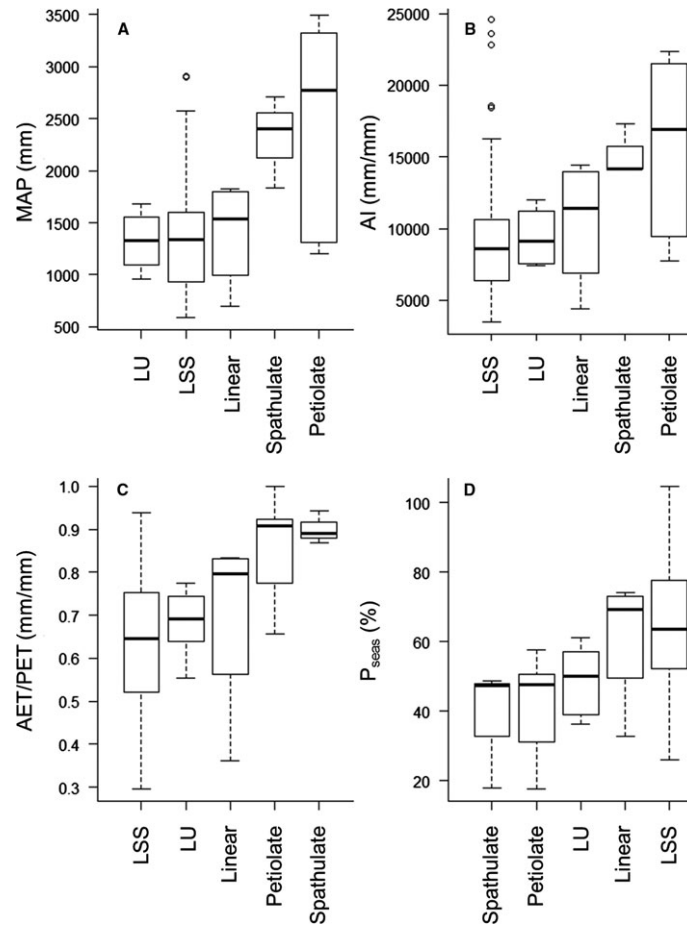 A
MAP (mm)
3500
3000
2500
2000
1500
1000
500
LU
LSS
Linear
Spathulate
Petiolate
B
AI (mm/mm)
25000
20000
15000
10000
5000
LSS
LU
Linear
Spathulate
Petiolate
C
AET/PET (mm/mm)
1.0
0.9
0.8
0.7
0.6
0.5
0.4
0.3
LSS
LU
Linear
Petiolate
Spathulate
D
Pseas (%)
100
80
60
40
20
Spathulate
Petiolate
LU
Linear
LSS